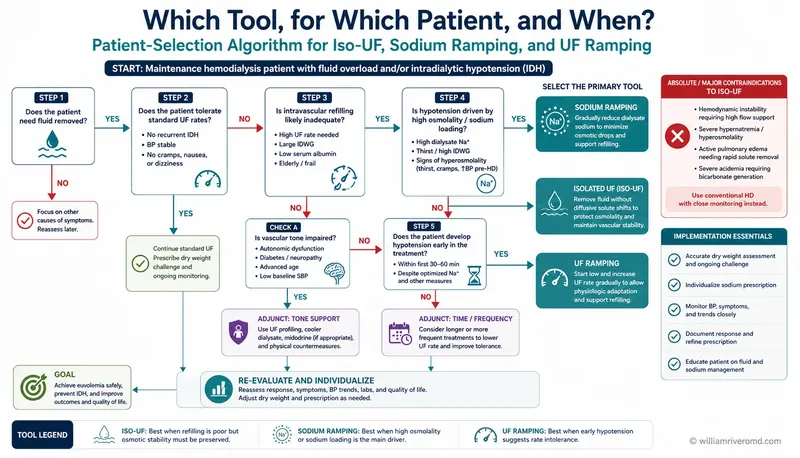 Which Tool, for Which Patient, and When?
Patient-Selection Algorithm for Iso-UF, Sodium Ramping, and UF Ramping
START: Maintenance hemodialysis patient with fluid overload and/or intradialytic hypotension (IDH)
STEP 1
Does the patient
need fluid removed?
YES
NO
Focus on other
causes of symptoms.
Reassess later.
STEP 2
Does the patient tolerate
standard UF rates?
• No recurrent IDH
• BP stable
• No cramps, nausea,
or dizziness
NO
YES
Continue standard UF
Prescribe dry weight
challenge and
ongoing monitoring.
STEP 3
Is intravascular refilling
likely inadequate?
• High UF rate needed
• Large IDWG
• Low serum albumin
• Elderly / frail
YES
NO
CHECK A
Is vascular tone impaired?
• Autonomic dysfunction
• Diabetes / neuropathy
• Advanced age
• Low baseline SBP
NO
YES
ADJUNCT: TONE SUPPORT
Use UF profiling, cooler
dialysate, midodrine (if appropriate),
and physical countermeasures.
STEP 4
Is hypotension driven by
high osmolality / sodium
loading?
• High dialysate Na⁺
• Thirst / high IDWG
• Signs of hyperosmolality
(thirst, cramps, ↑BP pre-HD)
Na⁺
YES
NO
NO
STEP 5
Does the patient develop
hypotension early in the
treatment?
• Within first 30–60 min
• Despite optimized Na⁺
and other measures
YES
NO
ADJUNCT: TIME / FREQUENCY
Consider longer or more
frequent treatments to lower
UF rate and improve tolerance.
SELECT THE PRIMARY TOOL
Na⁺
SODIUM RAMPING
Gradually reduce dialysate
sodium to minimize
osmotic drops and
support refilling.
ISOLATED UF (ISO-UF)
Remove fluid without
diffusive solute shifts to
protect osmolality and
maintain vascular stability.
UF RAMPING
Start low and increase
UF rate gradually to allow
physiologic adaptation
and support refilling.
ABSOLUTE / MAJOR CONTRAINDICATIONS
TO ISO-UF
• Hemodynamic instability
requiring high flow support
• Severe hypernatremia /
hyperosmolality
• Active pulmonary edema
needing rapid solute removal
• Severe acidemia requiring
bicarbonate generation
Use conventional HD
with close monitoring instead.
IMPLEMENTATION ESSENTIALS
Accurate dry weight assessment
and ongoing challenge
Individualize sodium prescription
Monitor BP, symptoms,
and trends closely
Document response and
refine prescription
Educate patient on fluid and
sodium management
GOAL
Achieve euvolemia safely,
prevent IDH, and improve
outcomes and quality of life.
RE-EVALUATE AND INDIVIDUALIZE
Reassess response, symptoms, BP trends, labs, and quality of life.
Adjust dry weight and prescription as needed.
TOOL LEGEND
ISO-UF: Best when refilling is poor but
osmotic stability must be preserved.
Na⁺
SODIUM RAMPING: Best when high osmolality
or sodium loading is the main driver.
UF RAMPING: Best when early hypotension
suggests rate intolerance.
© williamriveromd.com